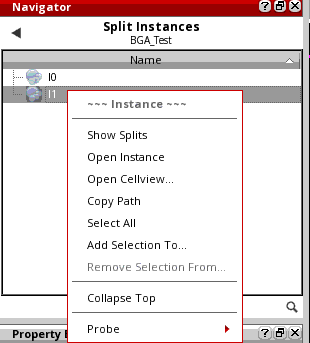 Navigator
Split Instances
BGA_Test
Name
I0
I1
~~~ Instance ~~~
Show Splits
Open Instance
Open Cellview...
Copy Path
Select All
Add Selection To...
Remove Selection From...
Collapse Top
Probe
Property